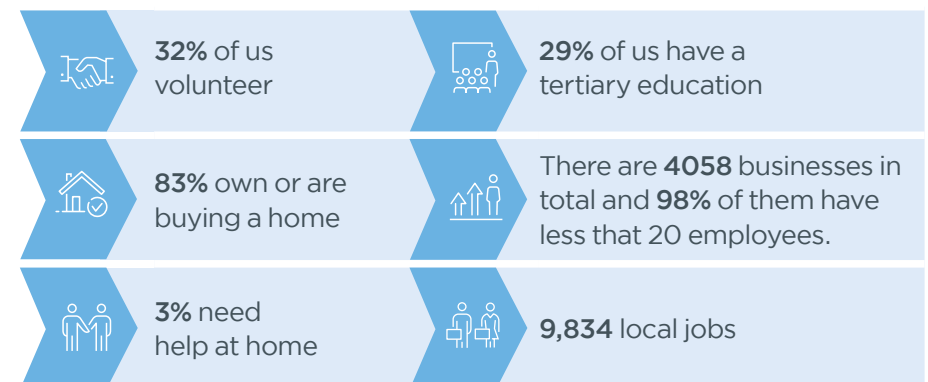 32% of us
volunteer
29% of us have a
tertiary education
83% own or are
buying a home
There are 4058 businesses in
total and 98% of them have
less that 20 employees.
3% need
help at home
9,834 local jobs